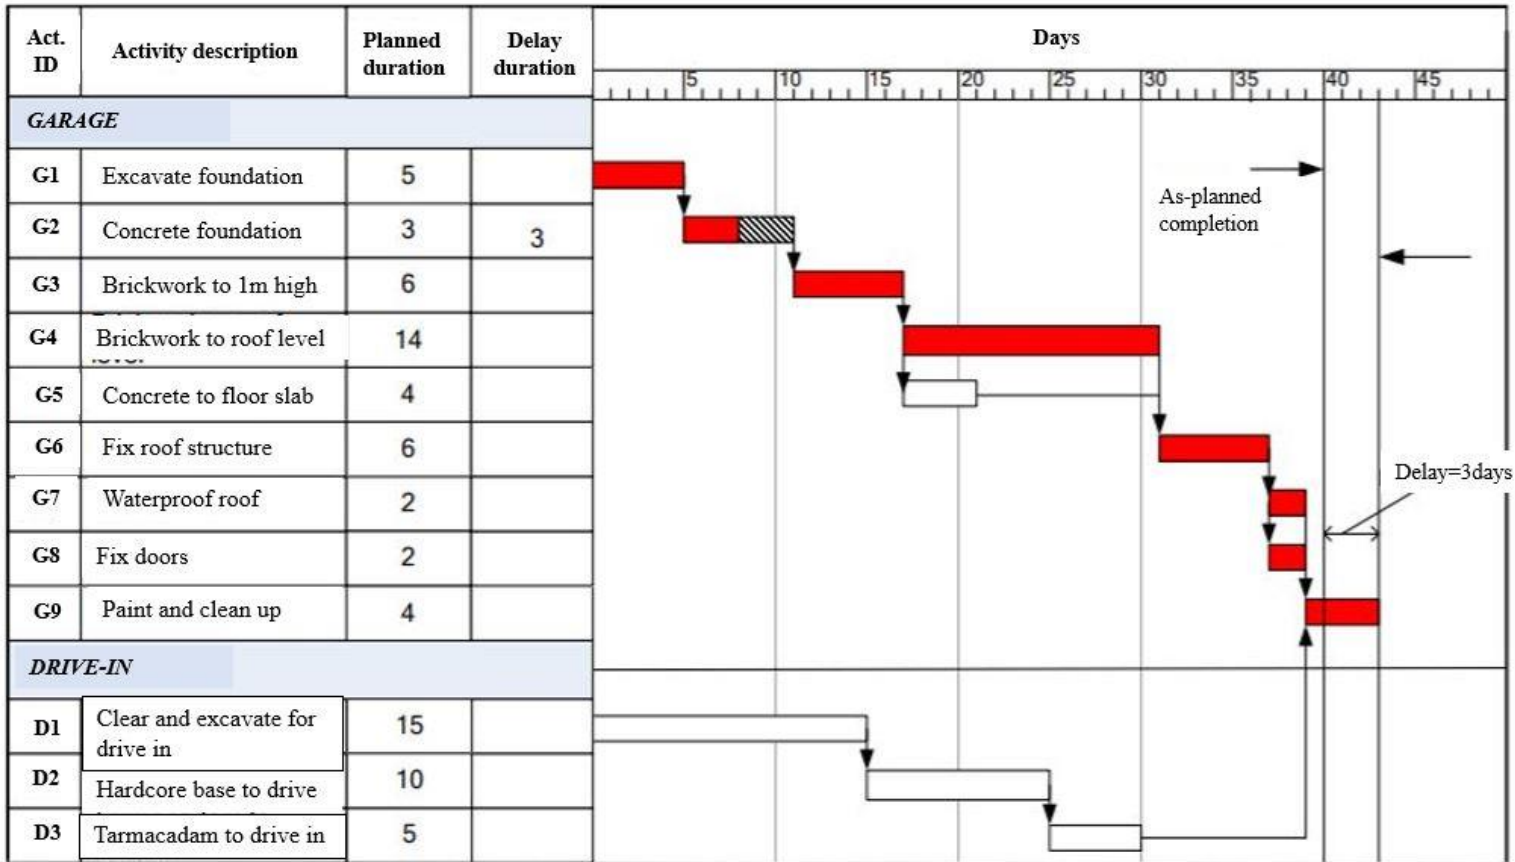 Act. ID
Activity description
Planned duration
Delay duration
Days
5 10 15 20 25 30 35 40 45
GARAGE
G1 Excavate foundation 5
As-planned completion
G2 Concrete foundation 3 3
G3 Brickwork to 1m high 6
G4 Brickwork to roof level 14
G5 Concrete to floor slab 4
G6 Fix roof structure 6
Delay=3days
G7 Waterproof roof 2
G8 Fix doors 2
G9 Paint and clean up 4
DRIVE-IN
D1 Clear and excavate for drive in 15
D2 Hardcore base to drive 10
D3 Tarmacadam to drive in 5